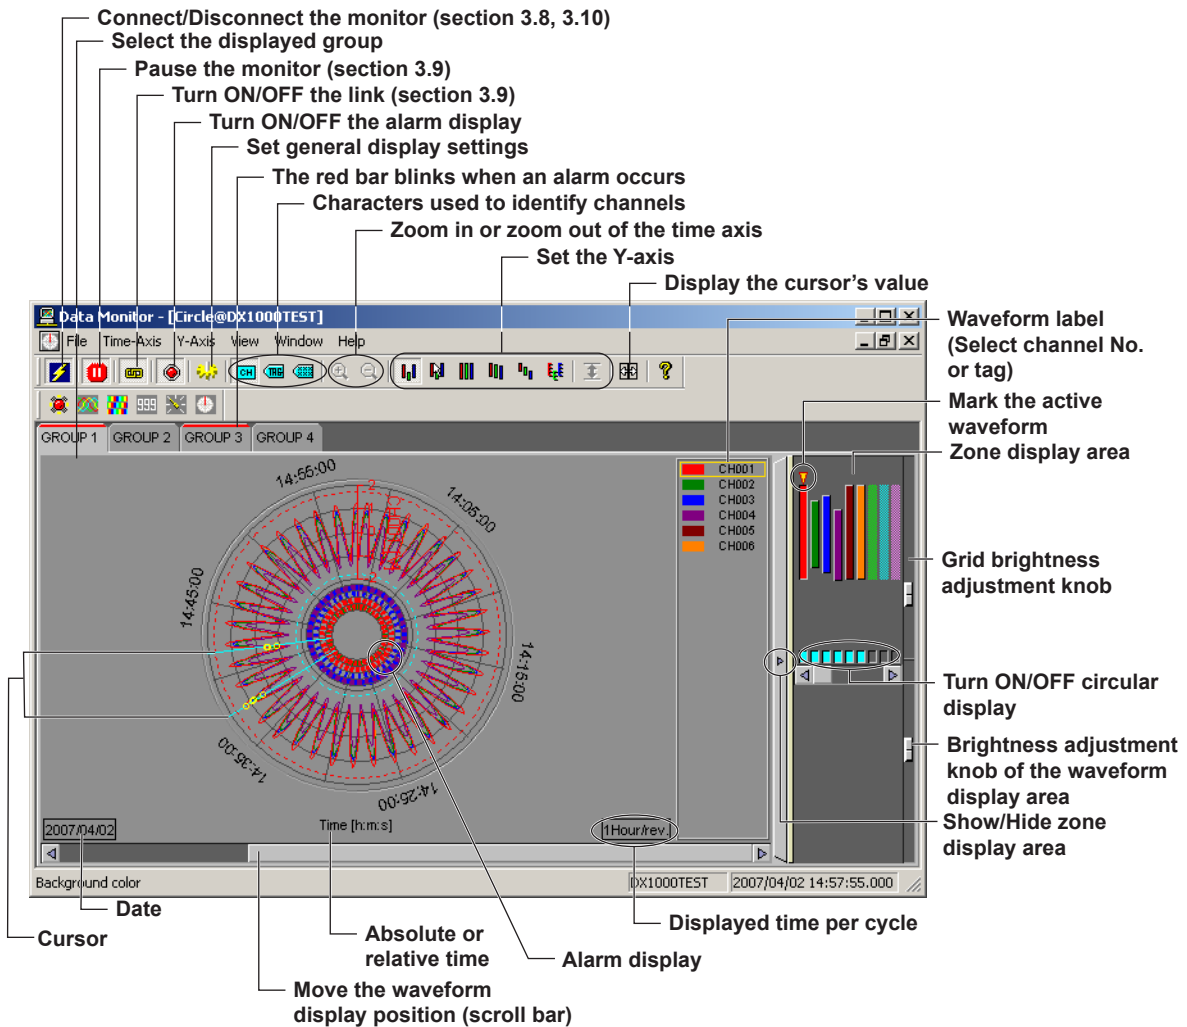 Connect/Disconnect the monitor (section 3.8, 3.10)
Select the displayed group
Pause the monitor (section 3.9)
Turn ON/OFF the link (section 3.9)
Turn ON/OFF the alarm display
Set general display settings
The red bar blinks when an alarm occurs
Characters used to identify channels
Zoom in or zoom out of the time axis
Set the Y-axis
Display the cursor's value
Data Monitor - [Circle@DX1000TEST]
File Time-Axis Y-Axis View Window Help
CH TAG
999
GROUP 1 GROUP 2 GROUP 3 GROUP 4
CH001
CH002
CH003
CH004
CH005
CH006
14:55:00
14:05:00
14:15:00
14:25:00
14:35:00
14:45:00
2007/04/02
Time [h:m:s]
1Hour/rev.
Background color
DX1000TEST
2007/04/02 14:57:55.000
Waveform label
(Select channel No.
or tag)
Mark the active
waveform
Zone display area
Grid brightness
adjustment knob
Turn ON/OFF circular
display
Brightness adjustment
knob of the waveform
display area
Show/Hide zone
display area
Date
Cursor
Absolute or
relative time
Alarm display
Displayed time per cycle
Move the waveform
display position (scroll bar)